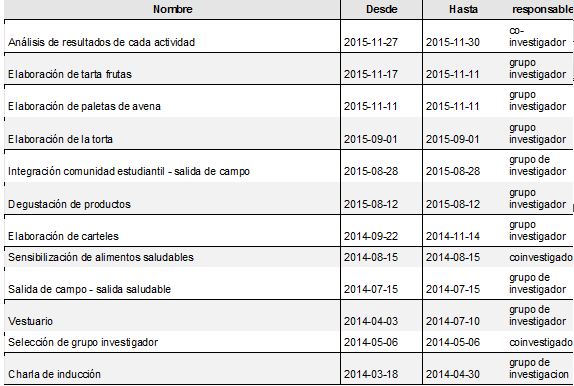 Nombre Desde Hasta responsable
Análisis de resultados de cada actividad 2015-11-27 2015-11-30 co-
investigador
Elaboración de tarta frutas 2015-11-17 2015-11-11 grupo
investigador
Elaboración de paletas de avena 2015-11-11 2015-11-11 grupo
investigador
Elaboración de la torta 2015-09-01 2015-09-01 grupo
investigador
Integración comunidad estudiantil - salida de campo 2015-08-28 2015-08-28 grupo de
investigador
Degustación de productos 2015-08-12 2015-08-12 grupo
investigador
Elaboración de carteles 2014-09-22 2014-11-14 grupo
investigador
Sensibilización de alimentos saludables 2014-08-15 2014-08-15 coinvestigado
Salida de campo - salida saludable 2014-07-15 2014-07-15 grupo de
investigador
Vestuario 2014-04-03 2014-07-10 grupo de
investigador
Selección de grupo investigador 2014-05-06 2014-05-06 coinvestigado
Charla de inducción 2014-03-18 2014-04-30 grupo de
investigacion